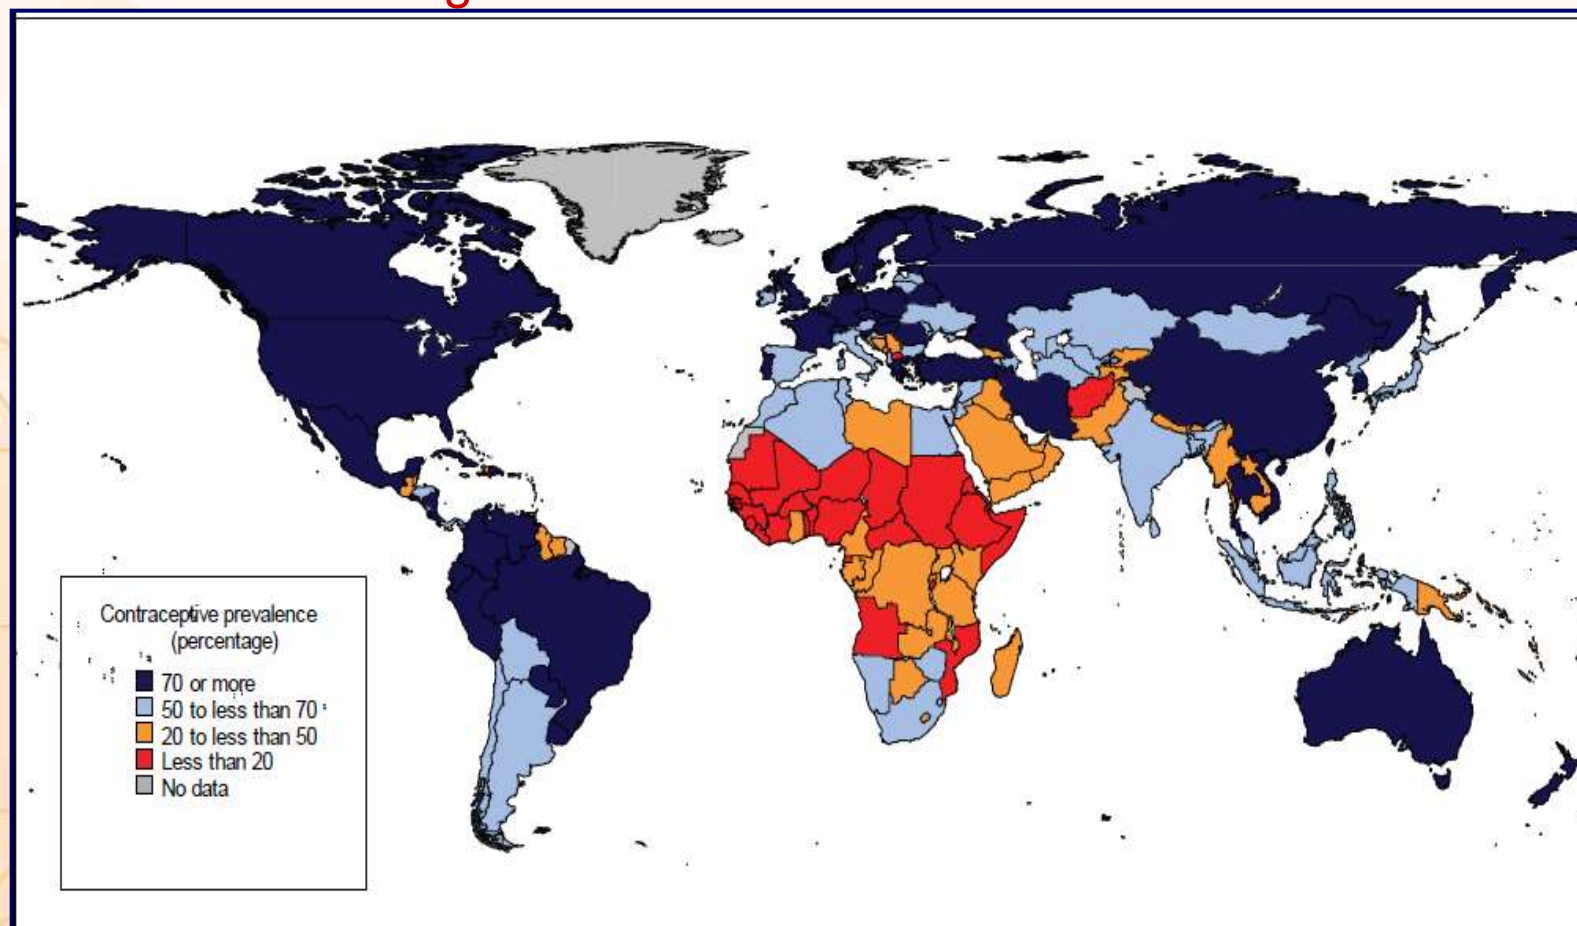 Contraceptive prevalence
(percentage)
70 or more
50 to less than 70
20 to less than 50
Less than 20
No data